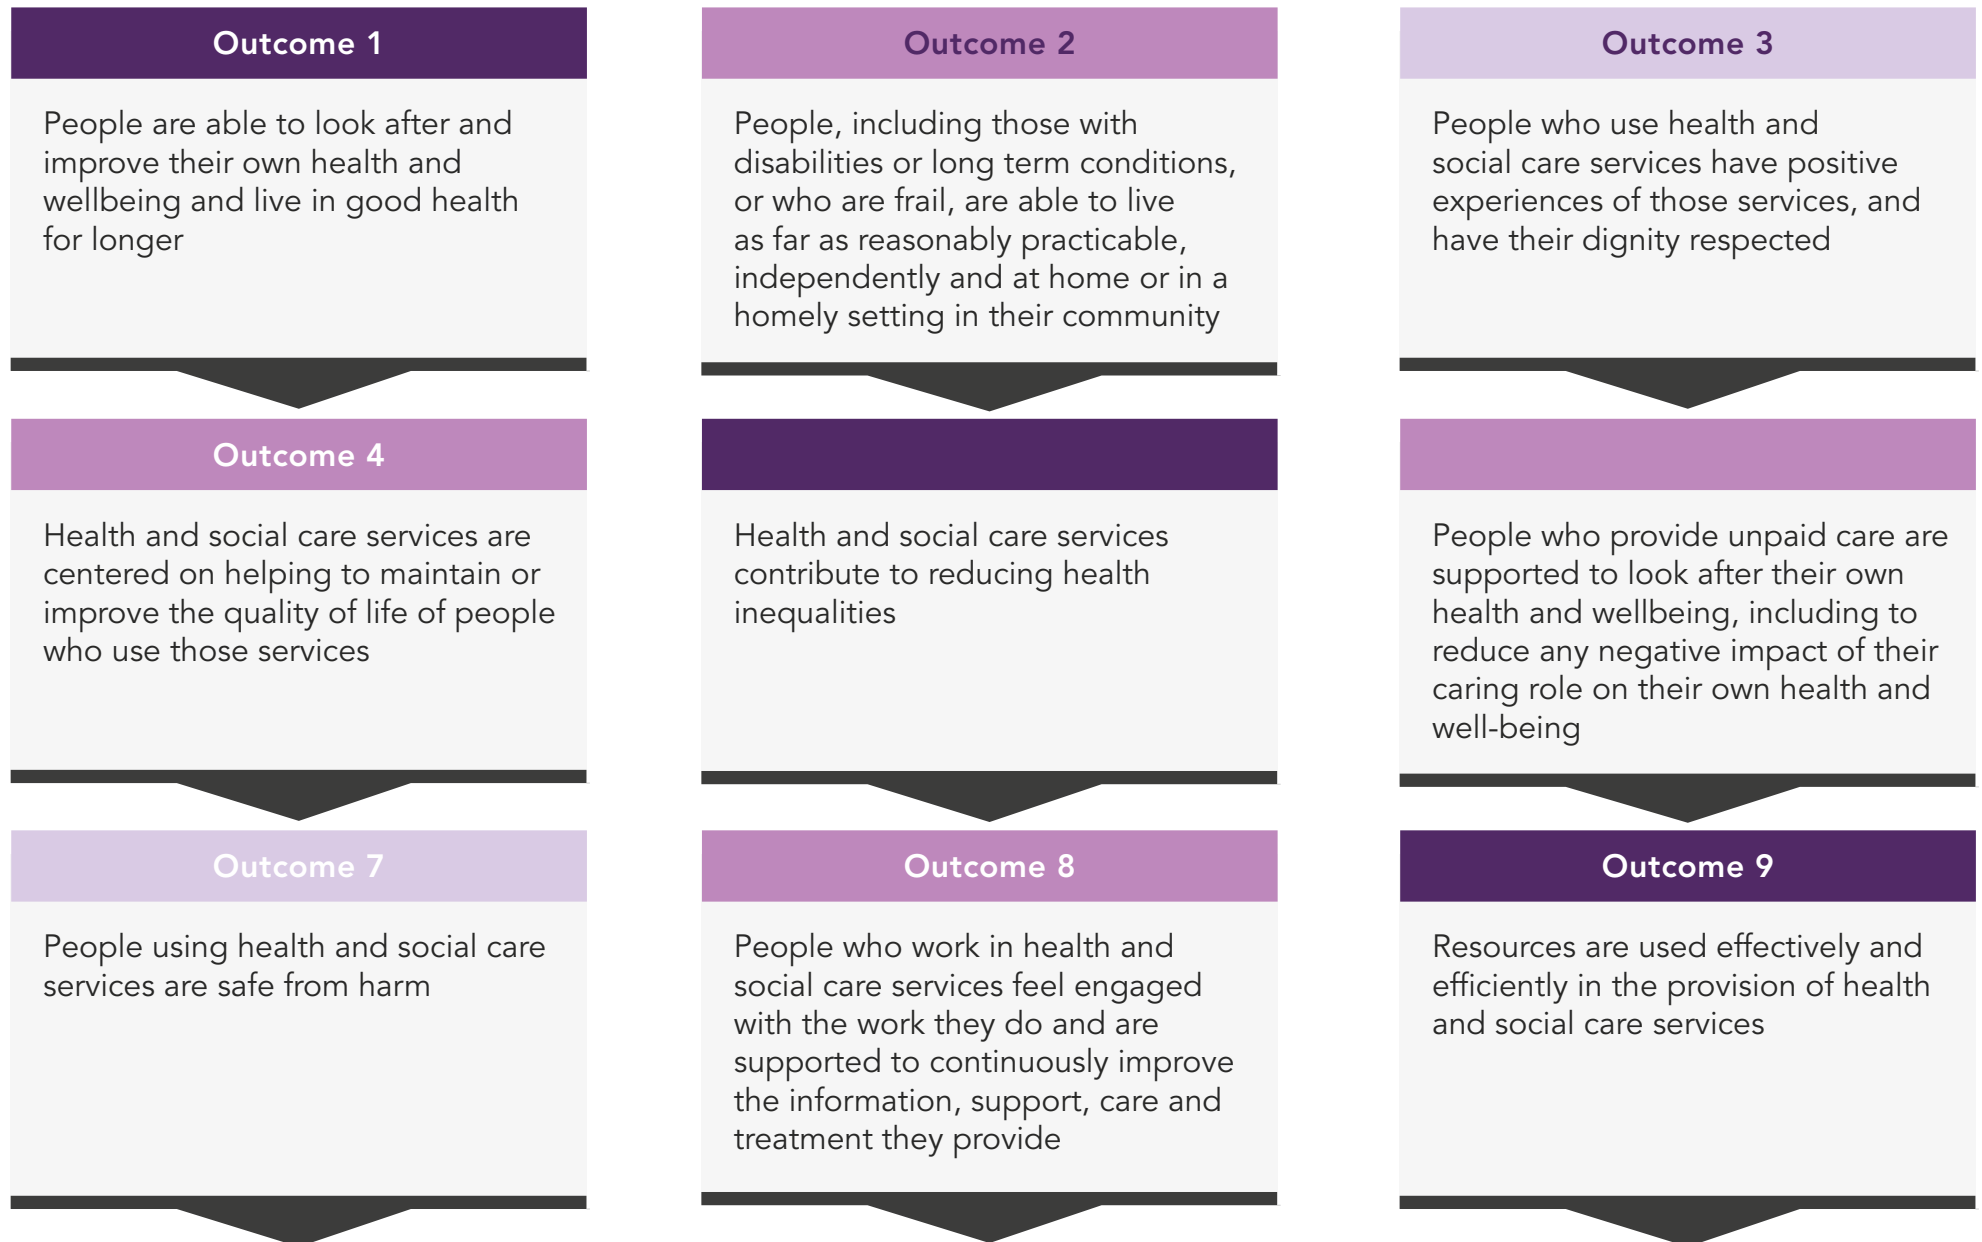 Outcome 1
People are able to look after and
improve their own health and
wellbeing and live in good health
for longer
Outcome 2
People, including those with
disabilities or long term conditions,
or who are frail, are able to live
as far as reasonably practicable,
independently and at home or in a
homely setting in their community
Outcome 3
People who use health and
social care services have positive
experiences of those services, and
have their dignity respected
Outcome 4
Health and social care services are
centered on helping to maintain or
improve the quality of life of people
who use those services
Health and social care services
contribute to reducing health
inequalities
People who provide unpaid care are
supported to look after their own
health and wellbeing, including to
reduce any negative impact of their
caring role on their own health and
well-being
Outcome 7
People using health and social care
services are safe from harm
Outcome 8
People who work in health and
social care services feel engaged
with the work they do and are
supported to continuously improve
the information, support, care and
treatment they provide
Outcome 9
Resources are used effectively and
efficiently in the provision of health
and social care services